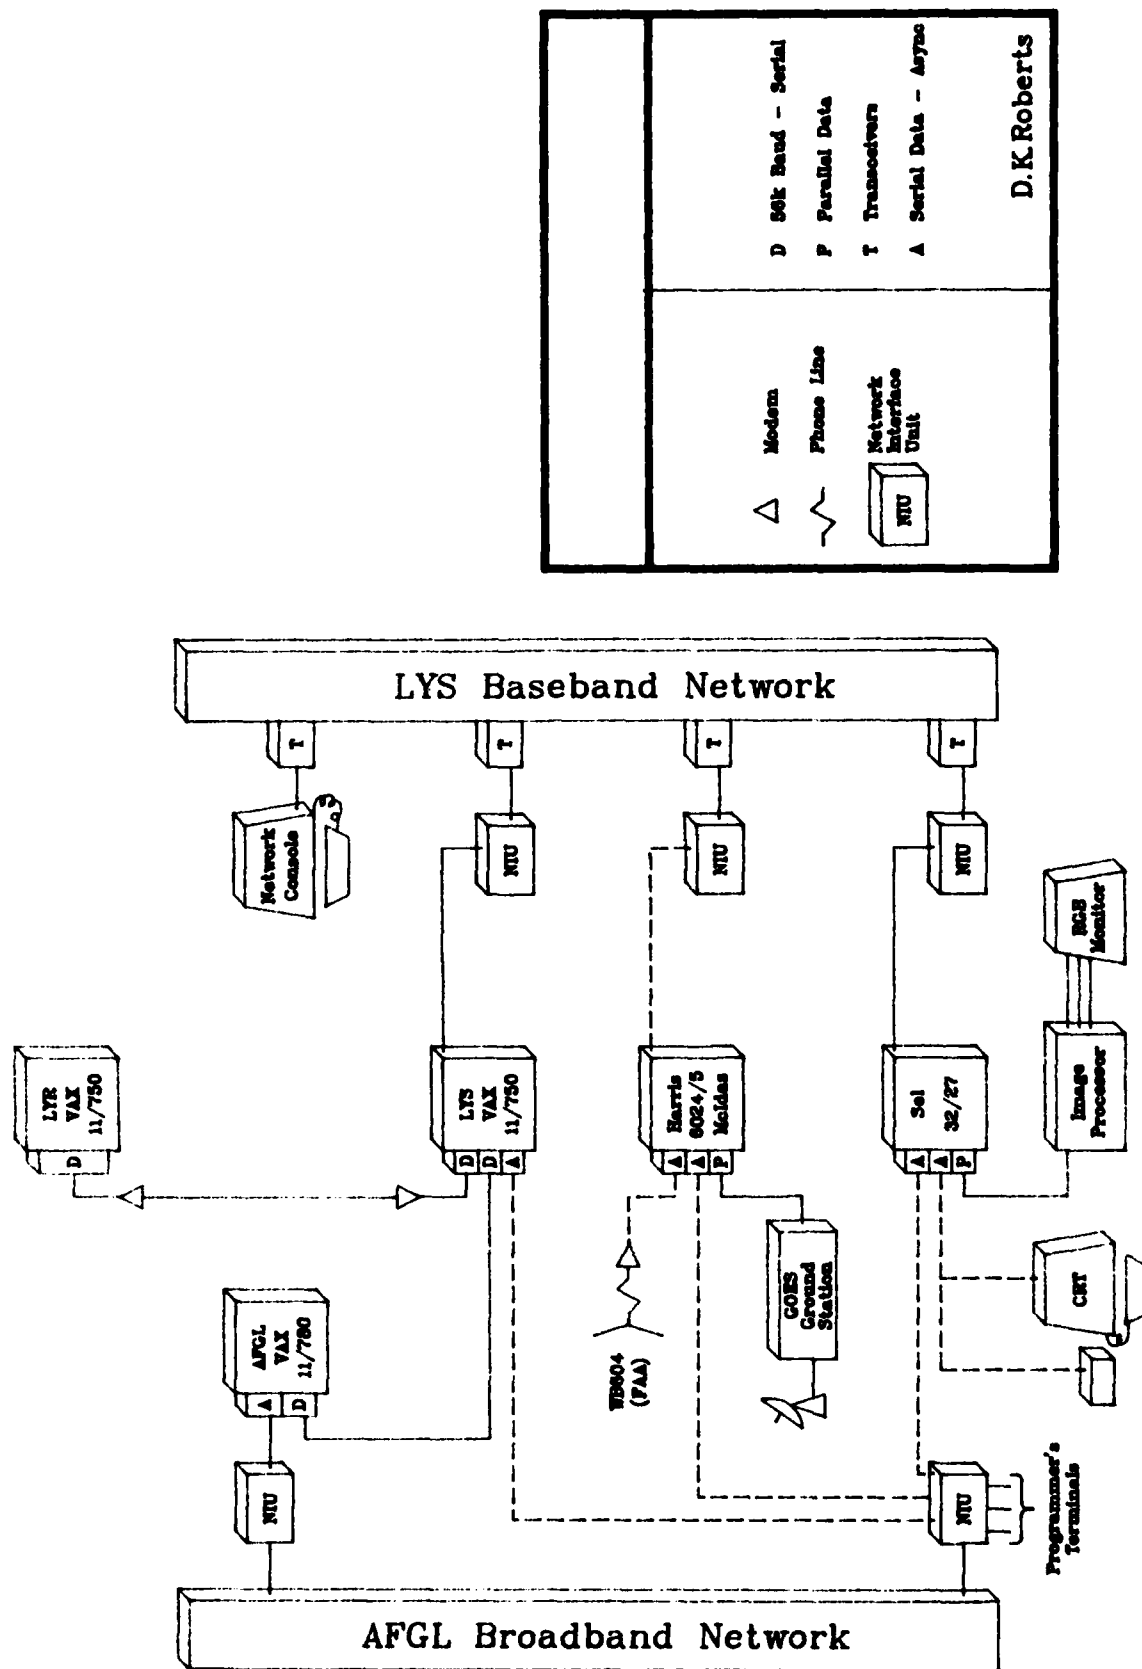 AFGL Broadband Network
NIU
A
D
AFGL
VAX
11/780
D
LYR
VAX
11/750
D
D
A
LYS
VAX
11/750
NIU
T
Network
Console
T
WB604
(FAA)
A
A
P
Harris
6024/5
McIdas
NIU
T
GOES
Ground
Station
NIU
Programmer's
Terminals
A
A
P
Sel
32/27
NIU
T
CRT
Image
Processor
RGB
Monitor
LYS Baseband Network
Modem
Phone Line
NIU
Network
Interface
Unit
D 56k Baud - Serial
P Parallel Data
T Transceivers
A Serial Data - Async
D.K.Roberts